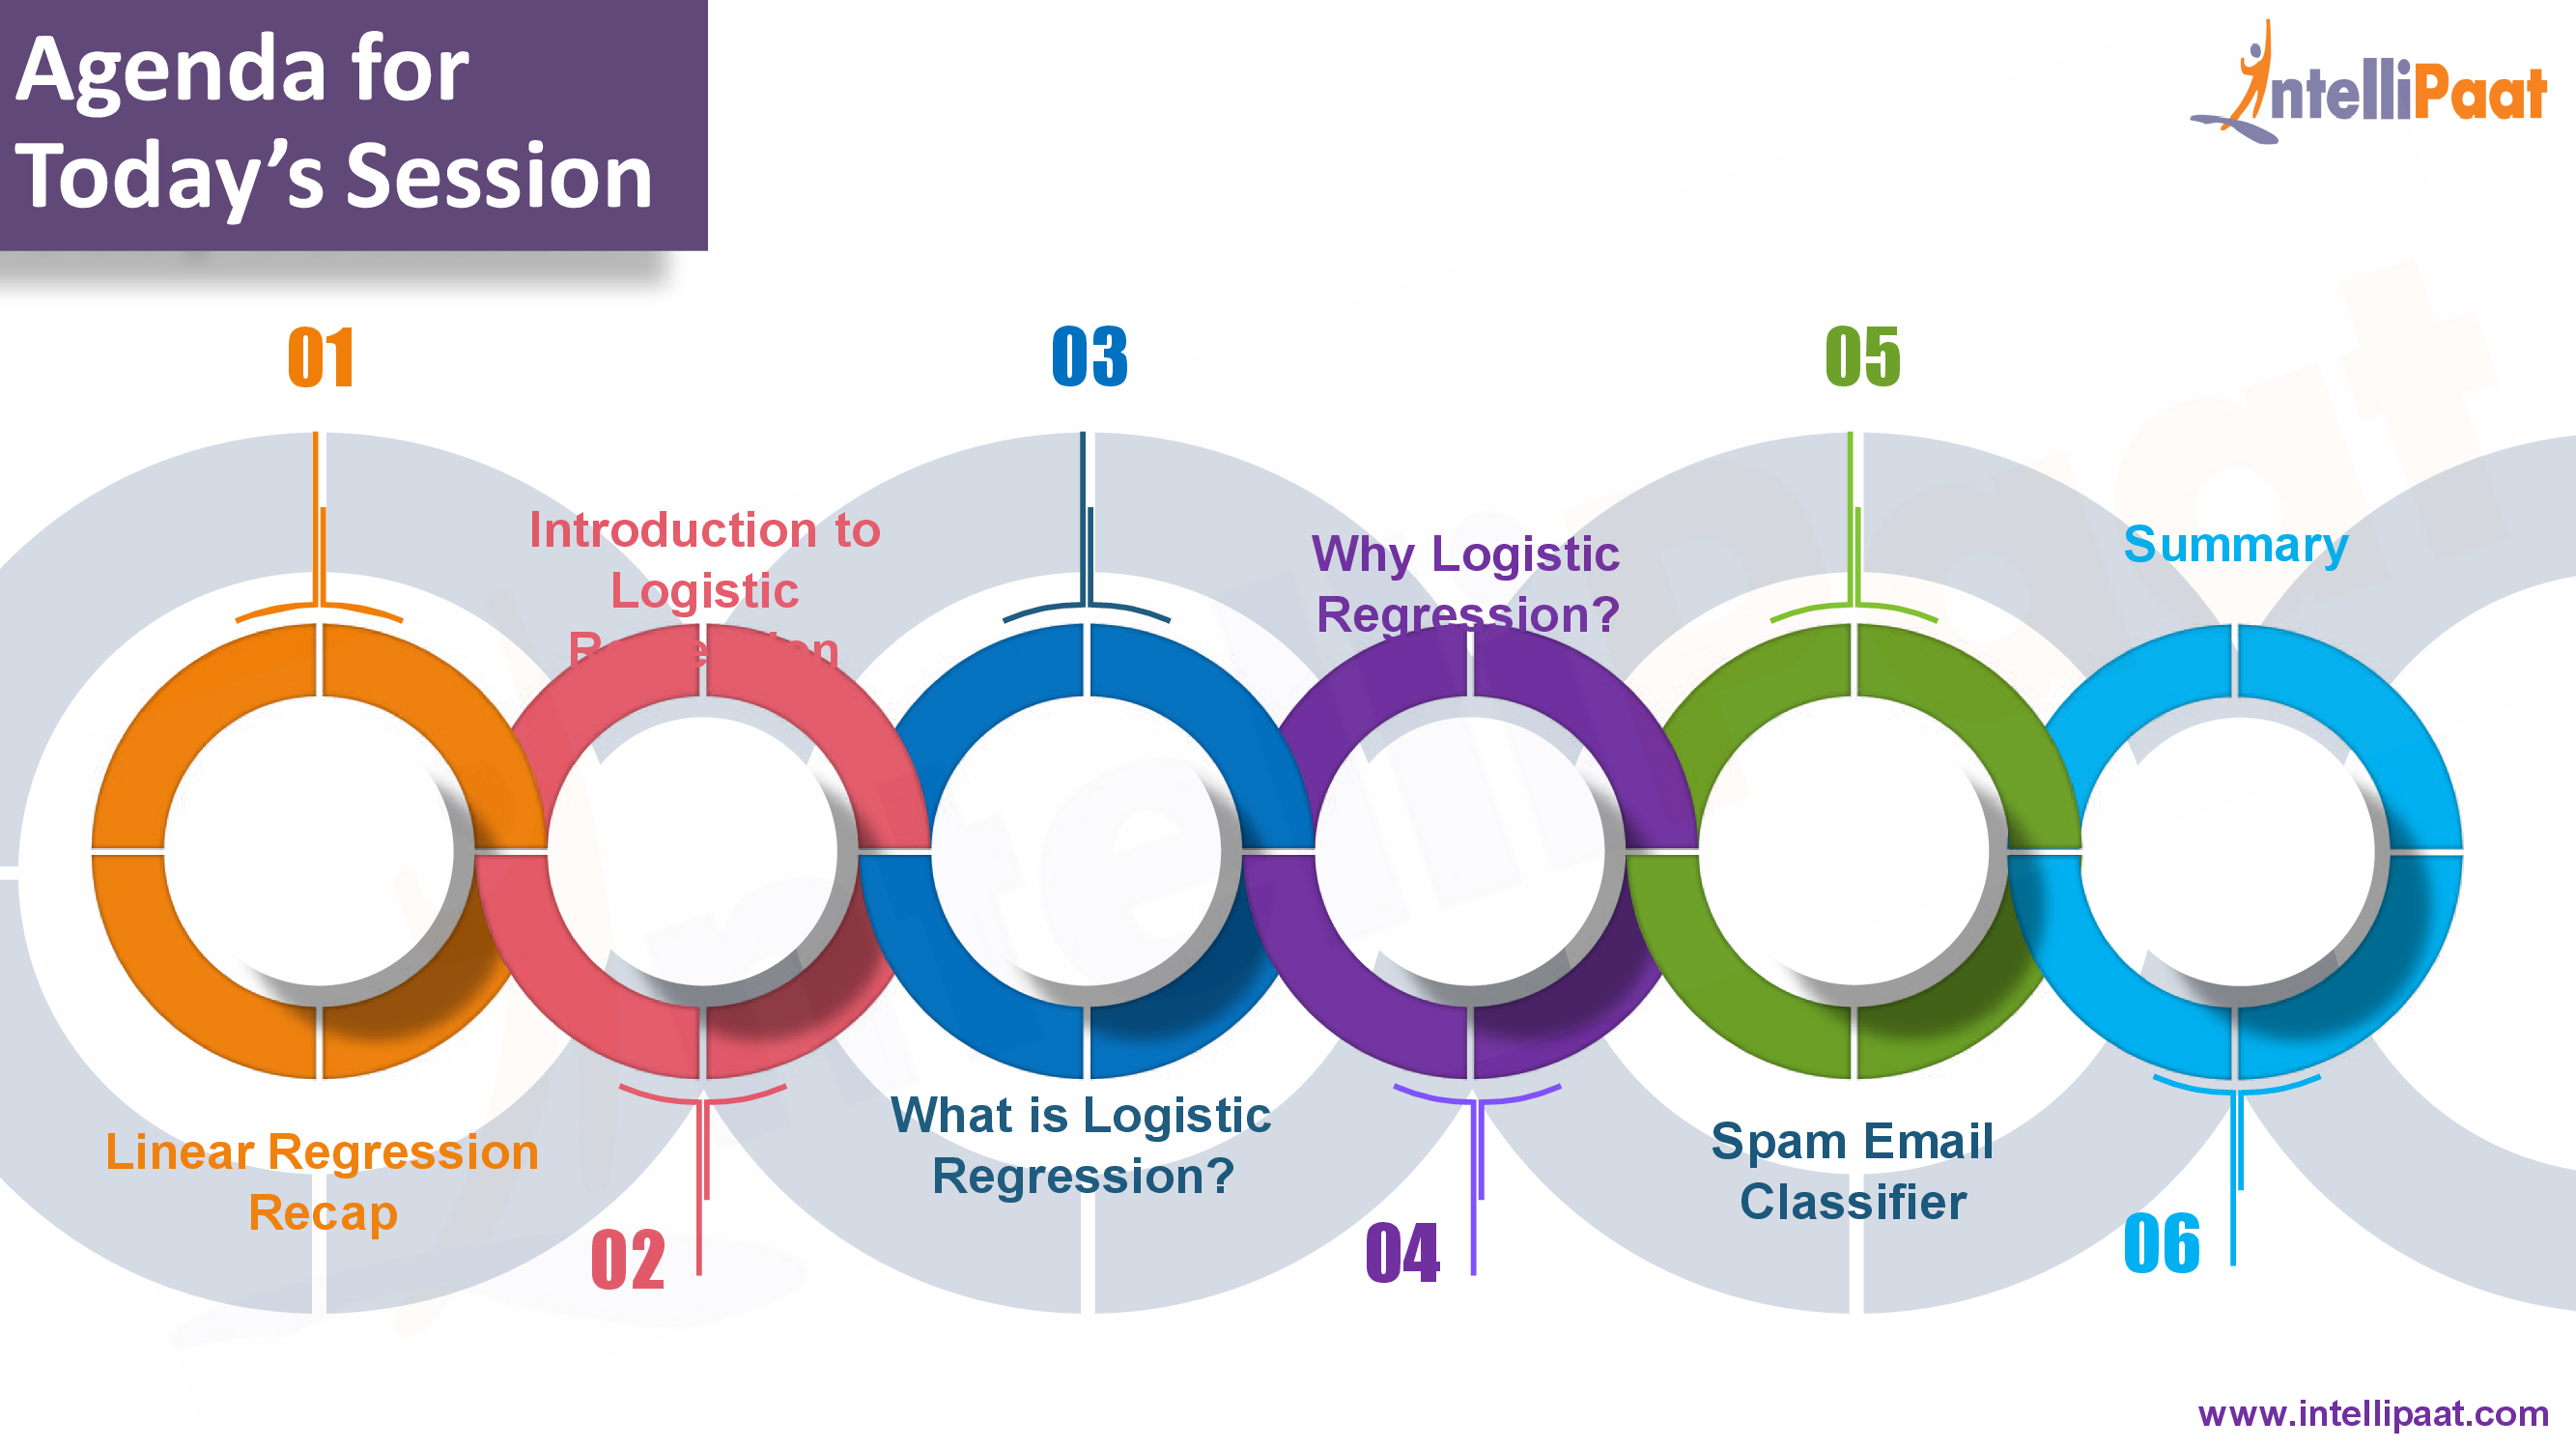 Agenda for
Today’s Session
IntelliPaat
01
Linear Regression
Recap
Introduction to
Logistic
02
03
What is Logistic
Regression?
Why Logistic
Regression?
04
05
Spam Email
Classifier
Summary
06
www.intellipaat.com